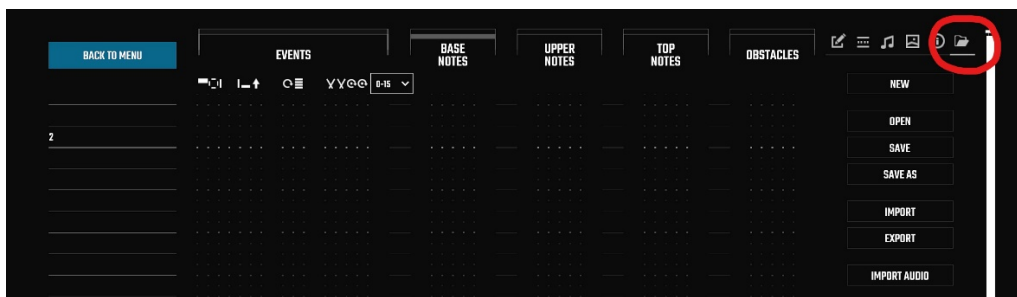 BACK TO MENU
EVENTS
BASE
NOTES
UPPER
NOTES
TOP
NOTES
OBSTACLES
0-15
NEW
OPEN
2
SAVE
SAVE AS
IMPORT
EXPORT
IMPORT AUDIO